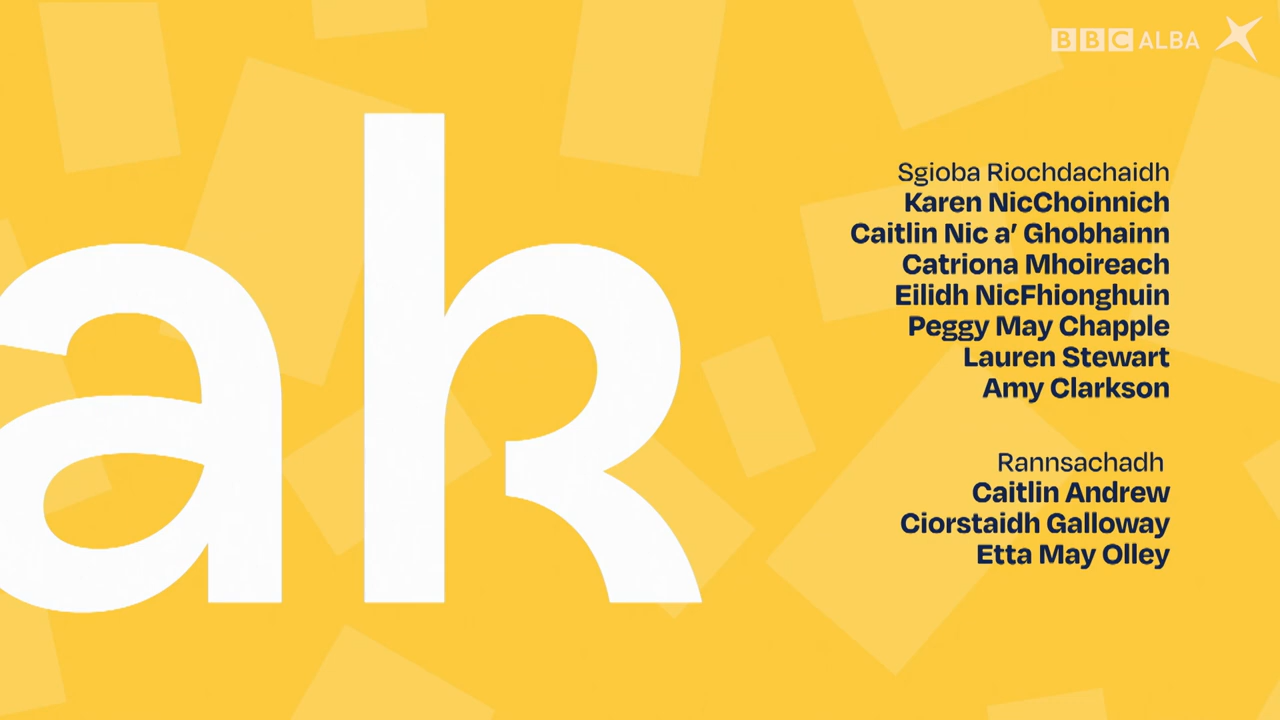 BBC ALBA
ak
Sgioba Riochdachaidh
Karen NicChoinnich
Caitlin Nic a’ Ghobhainn
Catriona Mhoireach
Eilidh NicFhionghuin
Peggy May Chapple
Lauren Stewart
Amy Clarkson
Rannsachadh
Caitlin Andrew
Ciorstaidh Galloway
Etta May Olley